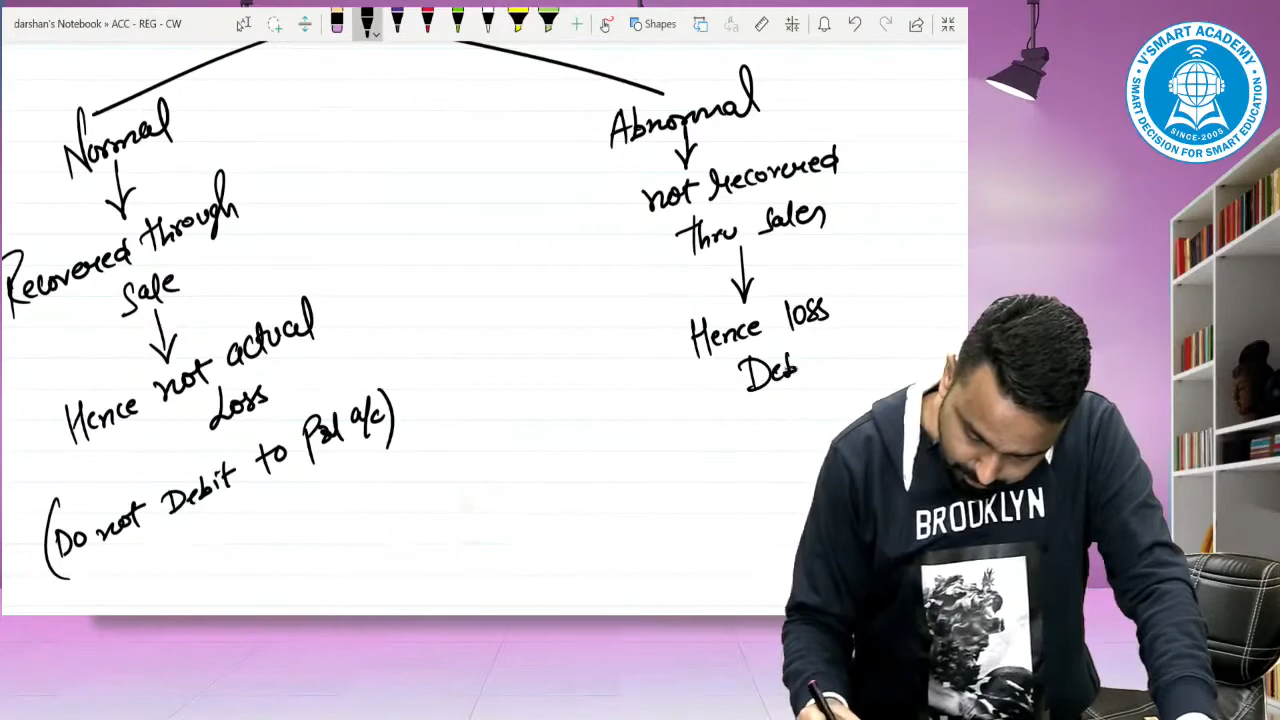 darshan's Notebook » ACC - REG - CW
Shapes
V'SMART ACADEMY
SINCE-2005
SMART DECISION FOR SMART EDUCATION
Normal
Recovered through
sale
Hence not actual
Loss
(Do not Debit to P&l a/c)
Abnormal
not recovered
thru sales
Hence loss
Deb
BROOKLYN